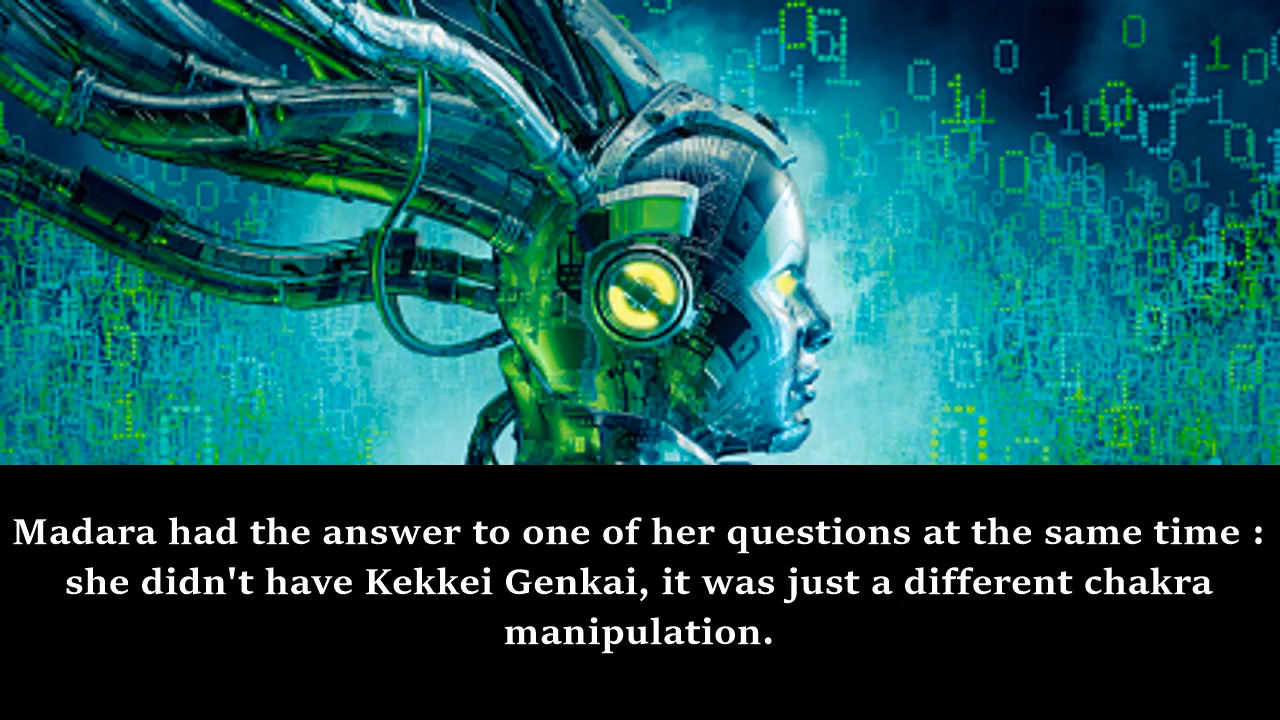 Madara had the answer to one of her questions at the same time :
she didn't have Kekkei Genkai, it was just a different chakra
manipulation.